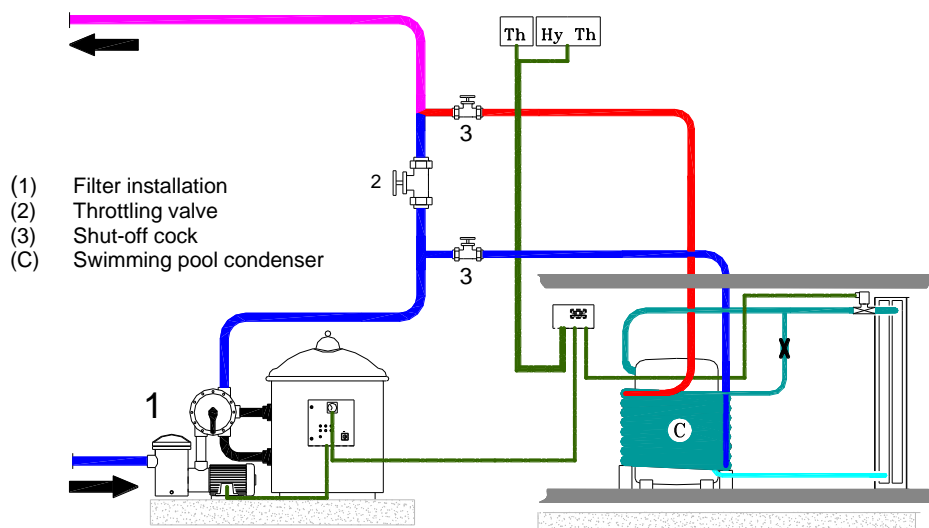 Th
Hy Th
3
2
(1) Filter installation
(2) Throttling valve
(3) Shut-off cock
(C) Swimming pool condenser
3
1
C